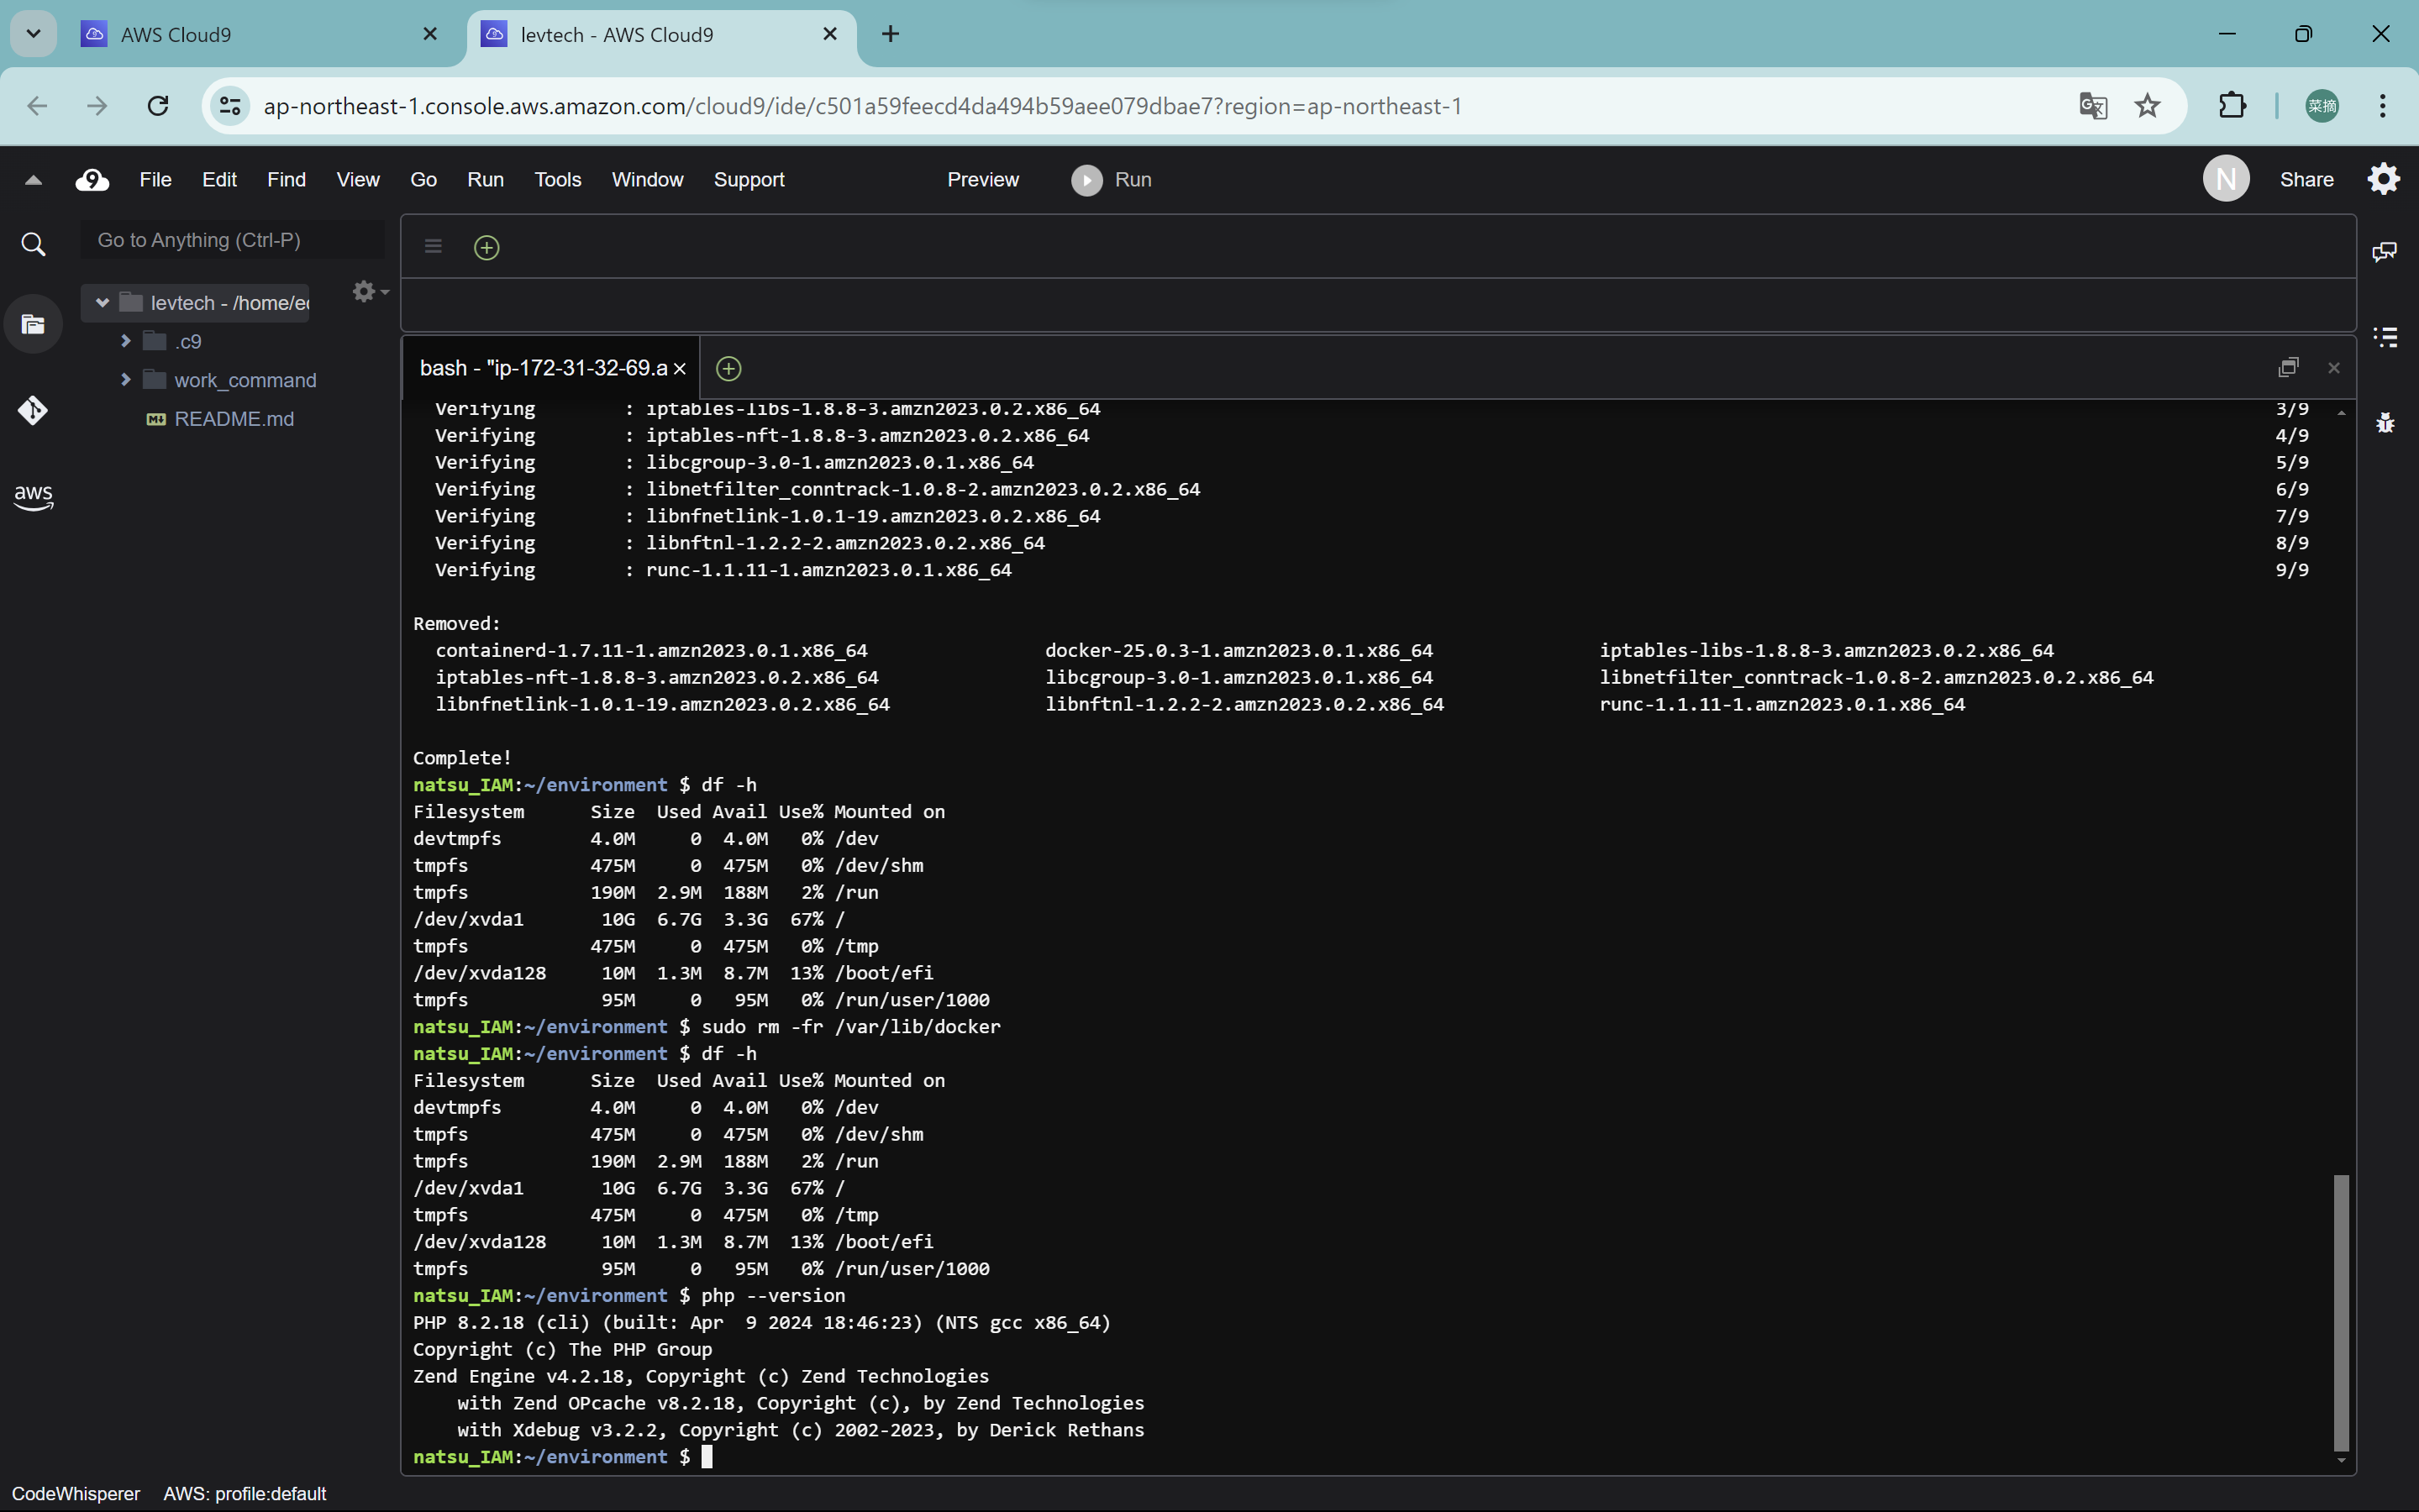 AWS Cloud9
levtech - AWS Cloud9
ap-northeast-1.console.aws.amazon.com/cloud9/ide/c501a59feecd4da494b59aee079dbae7?region=ap-northeast-1
菜摘
9 File Edit Find View Go Run Tools Window Support Preview Run N Share
Go to Anything (Ctrl-P)
levtech - /home/ec
.c9
work_command
README.md
aws
bash - "ip-172-31-32-69.a
Verifying : iptables-libs-1.8.8-3.amzn2023.0.2.x86_64 3/9
Verifying : iptables-nft-1.8.8-3.amzn2023.0.2.x86_64 4/9
Verifying : libcgroup-3.0-1.amzn2023.0.1.x86_64 5/9
Verifying : libnetfilter_conntrack-1.0.8-2.amzn2023.0.2.x86_64 6/9
Verifying : libnfnetlink-1.0.1-19.amzn2023.0.2.x86_64 7/9
Verifying : libnftnl-1.2.2-2.amzn2023.0.2.x86_64 8/9
Verifying : runc-1.1.11-1.amzn2023.0.1.x86_64 9/9
Removed:
containerd-1.7.11-1.amzn2023.0.1.x86_64 docker-25.0.3-1.amzn2023.0.1.x86_64 iptables-libs-1.8.8-3.amzn2023.0.2.x86_64
iptables-nft-1.8.8-3.amzn2023.0.2.x86_64 libcgroup-3.0-1.amzn2023.0.1.x86_64 libnetfilter_conntrack-1.0.8-2.amzn2023.0.2.x86_64
libnfnetlink-1.0.1-19.amzn2023.0.2.x86_64 libnftnl-1.2.2-2.amzn2023.0.2.x86_64 runc-1.1.11-1.amzn2023.0.1.x86_64
Complete!
natsu_IAM:~/environment $ df -h
Filesystem Size Used Avail Use% Mounted on
devtmpfs 4.0M 0 4.0M 0% /dev
tmpfs 475M 0 475M 0% /dev/shm
tmpfs 190M 2.9M 188M 2% /run
/dev/xvda1 10G 6.7G 3.3G 67% /
tmpfs 475M 0 475M 0% /tmp
/dev/xvda128 10M 1.3M 8.7M 13% /boot/efi
tmpfs 95M 0 95M 0% /run/user/1000
natsu_IAM:~/environment $ sudo rm -fr /var/lib/docker
natsu_IAM:~/environment $ df -h
Filesystem Size Used Avail Use% Mounted on
devtmpfs 4.0M 0 4.0M 0% /dev
tmpfs 475M 0 475M 0% /dev/shm
tmpfs 190M 2.9M 188M 2% /run
/dev/xvda1 10G 6.7G 3.3G 67% /
tmpfs 475M 0 475M 0% /tmp
/dev/xvda128 10M 1.3M 8.7M 13% /boot/efi
tmpfs 95M 0 95M 0% /run/user/1000
natsu_IAM:~/environment $ php --version
PHP 8.2.18 (cli) (built: Apr 9 2024 18:46:23) (NTS gcc x86_64)
Copyright (c) The PHP Group
Zend Engine v4.2.18, Copyright (c) Zend Technologies
with Zend OPcache v8.2.18, Copyright (c), by Zend Technologies
with Xdebug v3.2.2, Copyright (c) 2002-2023, by Derick Rethans
natsu_IAM:~/environment $
CodeWhisperer AWS: profile:default